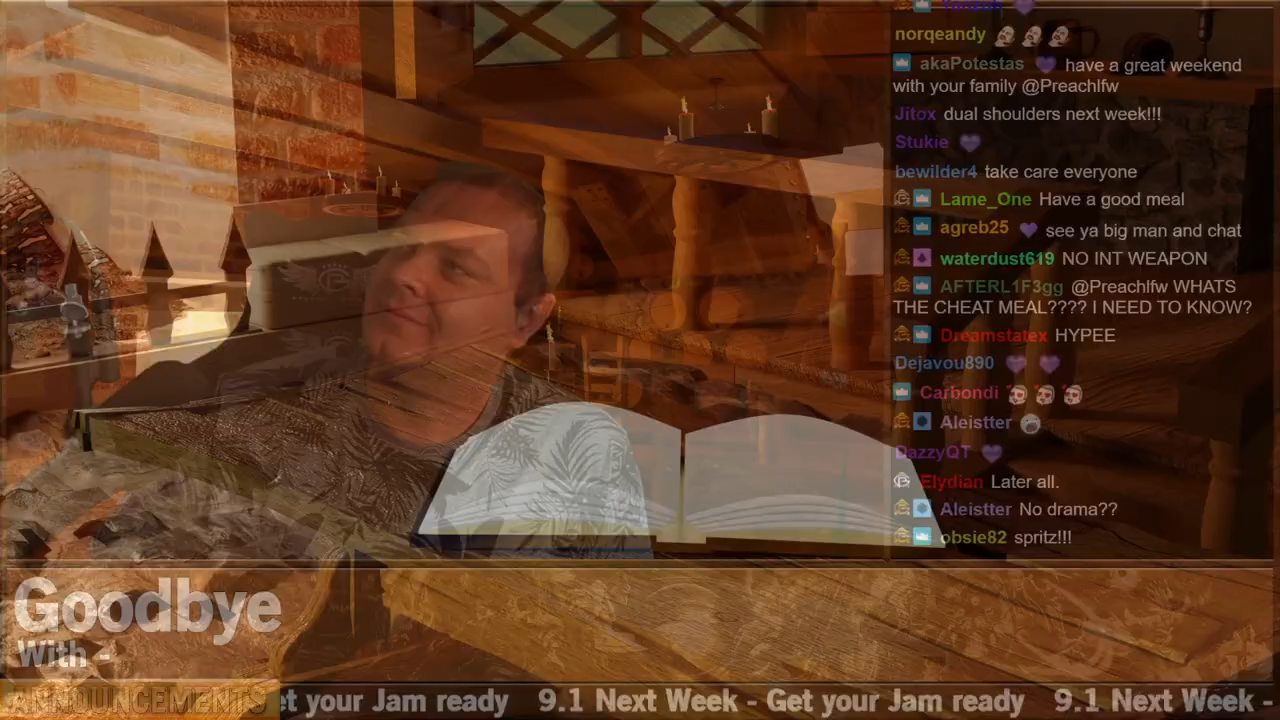 Yinzuh
norqeandy
akaPotestas have a great weekend
with your family @Preachlfw
Jitox dual shoulders next week!!!
Stukie
bewilder4 take care everyone
Lame_One Have a good meal
agreb25 see ya big man and chat
waterdust619 NO INT WEAPON
AFTERL1F3gg @Preachlfw WHATS
THE CHEAT MEAL???? I NEED TO KNOW?
Dreamstatex HYPEE
Dejavou890
Carbondi
Aleistter
DazzyQT
Elydian Later all.
Aleistter No drama??
obsie82 spritz!!!
Goodbye
With -
ANNOUNCEMENTS et your Jam ready 9.1 Next Week - Get your Jam ready 9.1 Next Week -